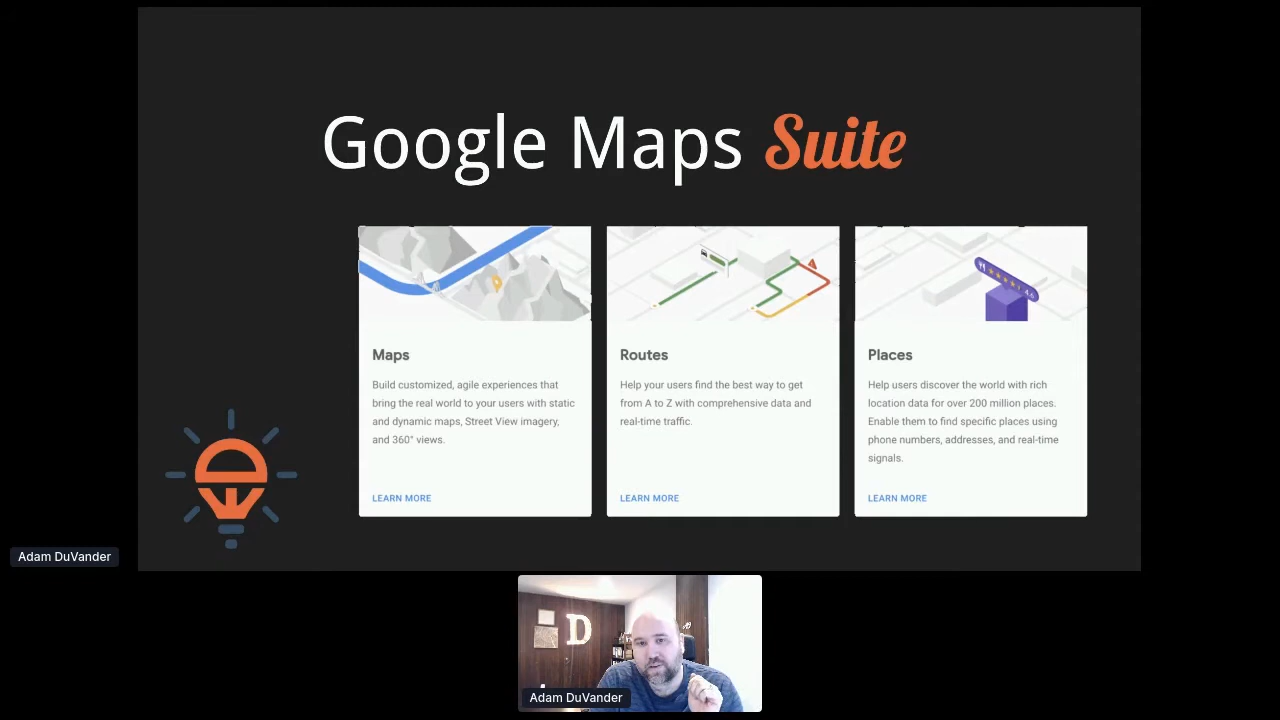 Google Maps Suite
4.6
Maps
Build customized, agile experiences that
bring the real world to your users with static
and dynamic maps, Street View imagery,
and 360° views.
LEARN MORE
Routes
Help your users find the best way to get
from A to Z with comprehensive data and
real-time traffic.
LEARN MORE
Places
Help users discover the world with rich
location data for over 200 million places.
Enable them to find specific places using
phone numbers, addresses, and real-time
signals.
LEARN MORE
Adam DuVander
D
Adam DuVander